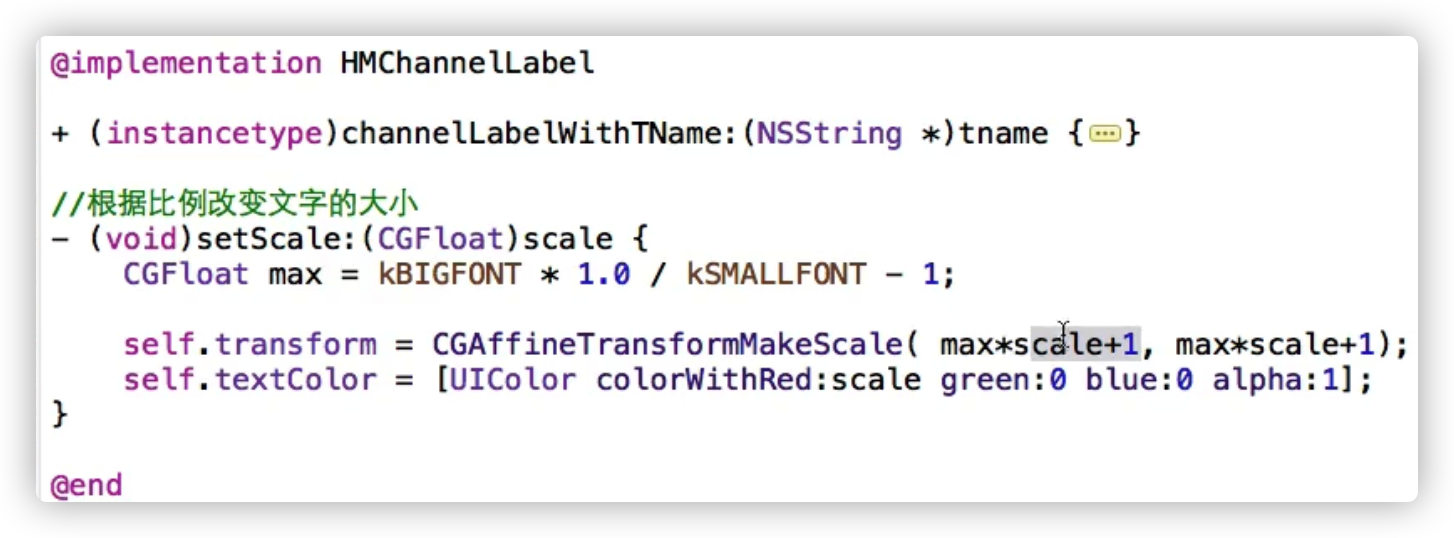 @implementation HMChannelLabel
+ (instancetype)channelLabelWithTName:(NSString *)tname {...}
//根据比例改变文字的大小
- (void)setScale:(CGFloat)scale {
CGFloat max = kBIGFONT * 1.0 / kSMALLFONT - 1;
self.transform = CGAffineTransformMakeScale( max*scale+1, max*scale+1);
self.textColor = [UIColor colorWithRed:scale green:0 blue:0 alpha:1];
}
@end